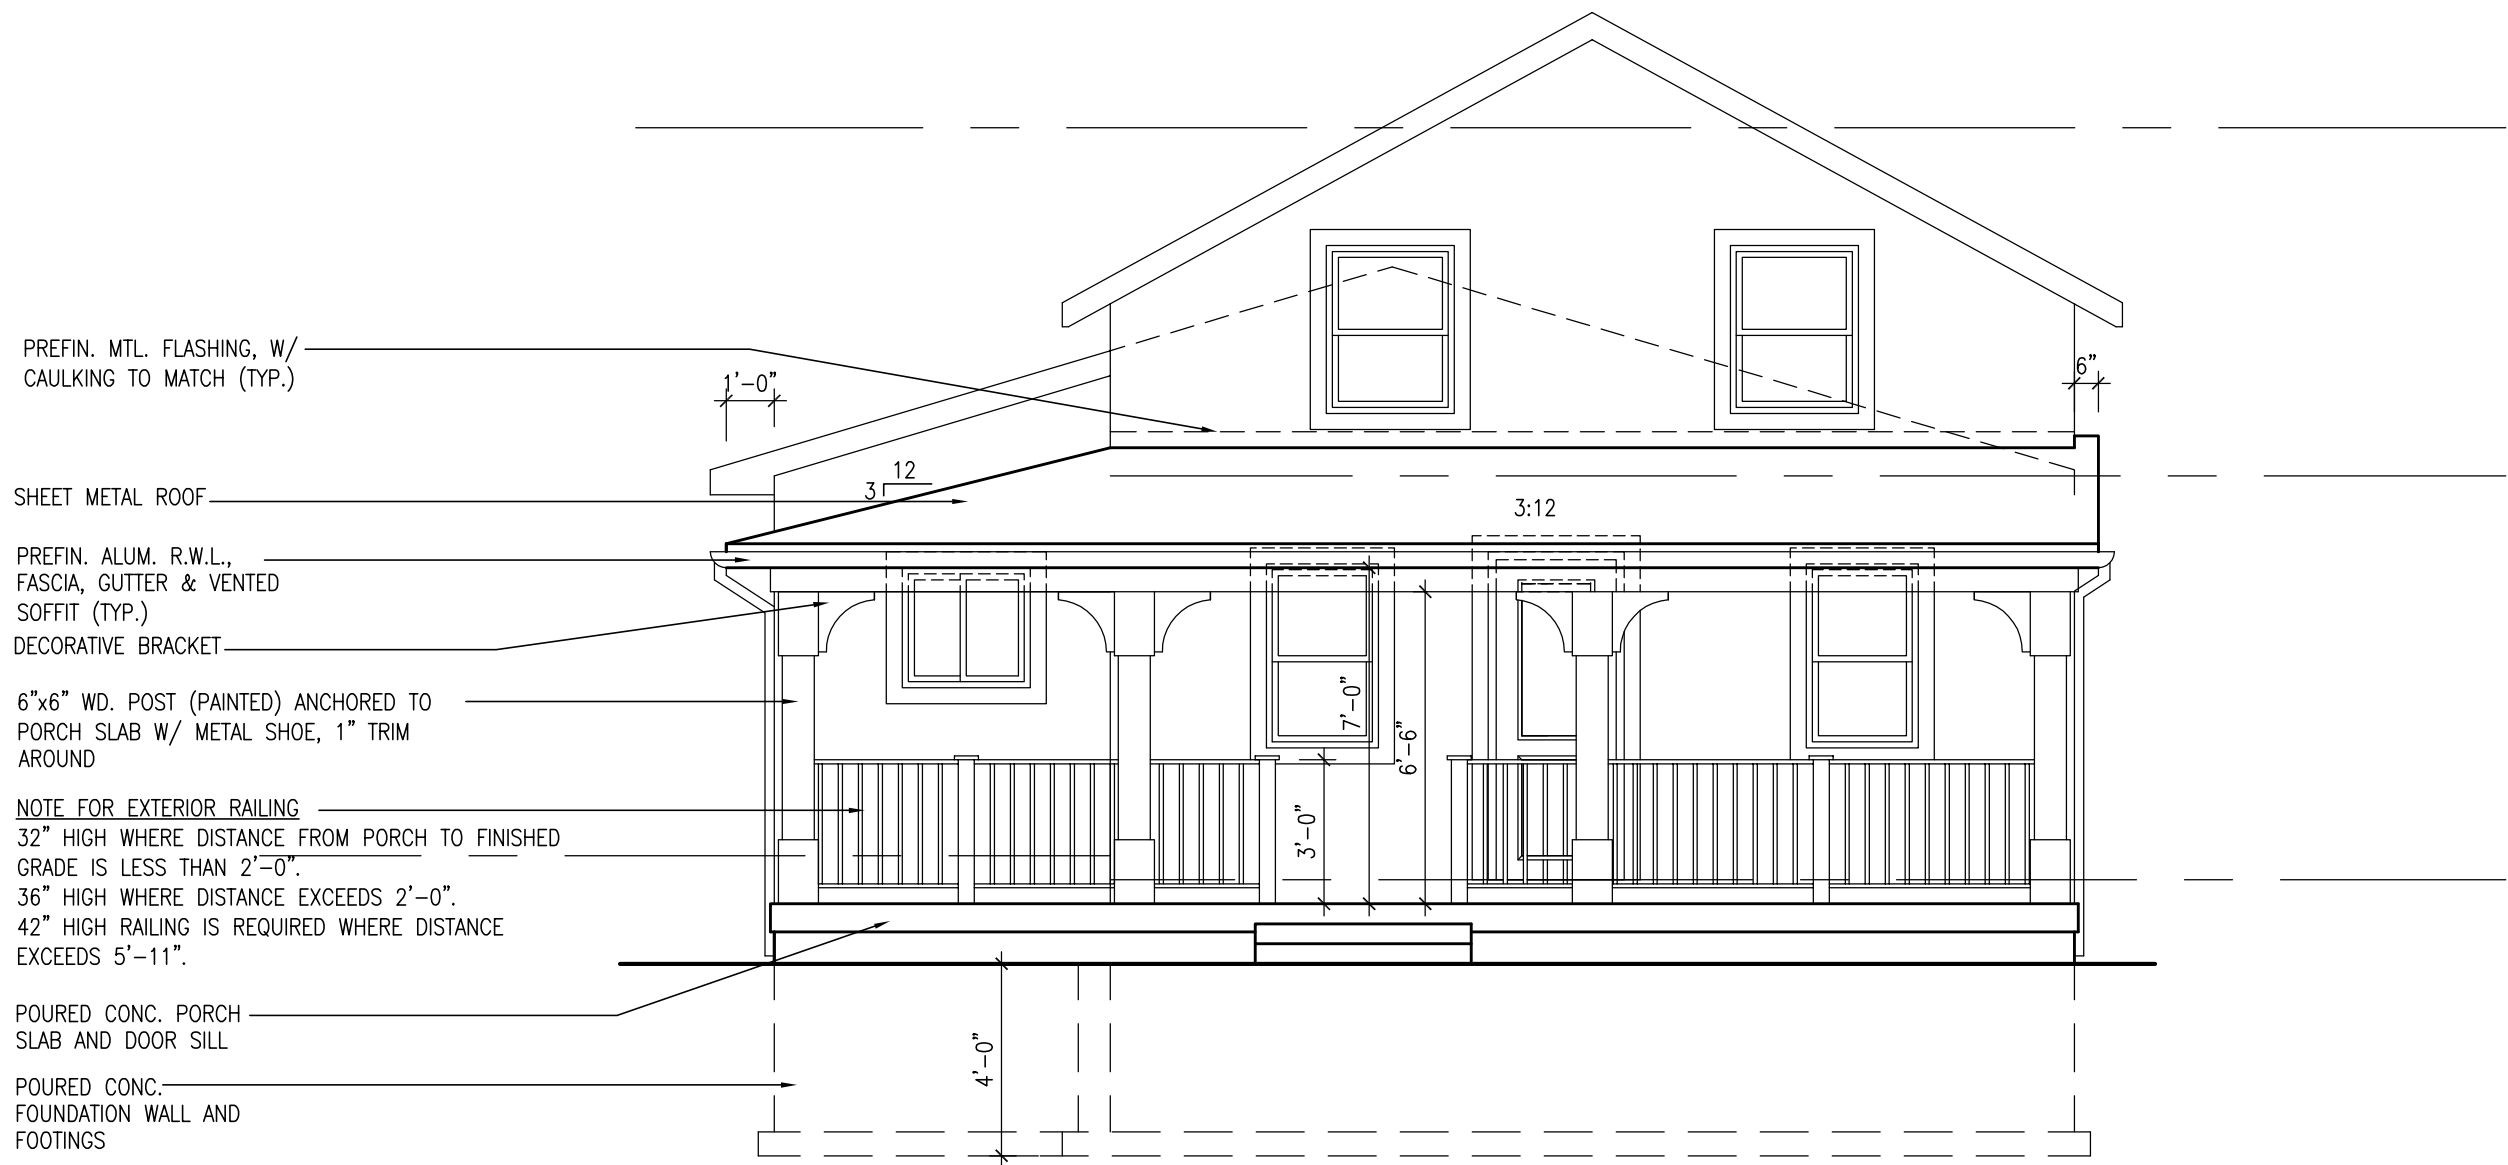 PREFIN. MTL. FLASHING, W/
CAULKING TO MATCH (TYP.)
1'-0"
6"
12
3
SHEET METAL ROOF
3:12
PREFIN. ALUM. R.W.L.,
FASCIA, GUTTER & VENTED
SOFFIT (TYP.)
DECORATIVE BRACKET
6"x6" WD. POST (PAINTED) ANCHORED TO
PORCH SLAB W/ METAL SHOE, 1" TRIM
AROUND
7'-0"
6'-6"
3'-0"
NOTE FOR EXTERIOR RAILING
32" HIGH WHERE DISTANCE FROM PORCH TO FINISHED
GRADE IS LESS THAN 2'-0".
36" HIGH WHERE DISTANCE EXCEEDS 2'-0".
42" HIGH RAILING IS REQUIRED WHERE DISTANCE
EXCEEDS 5'-11".
POURED CONC. PORCH
SLAB AND DOOR SILL
4'-0"
POURED CONC.
FOUNDATION WALL AND
FOOTINGS